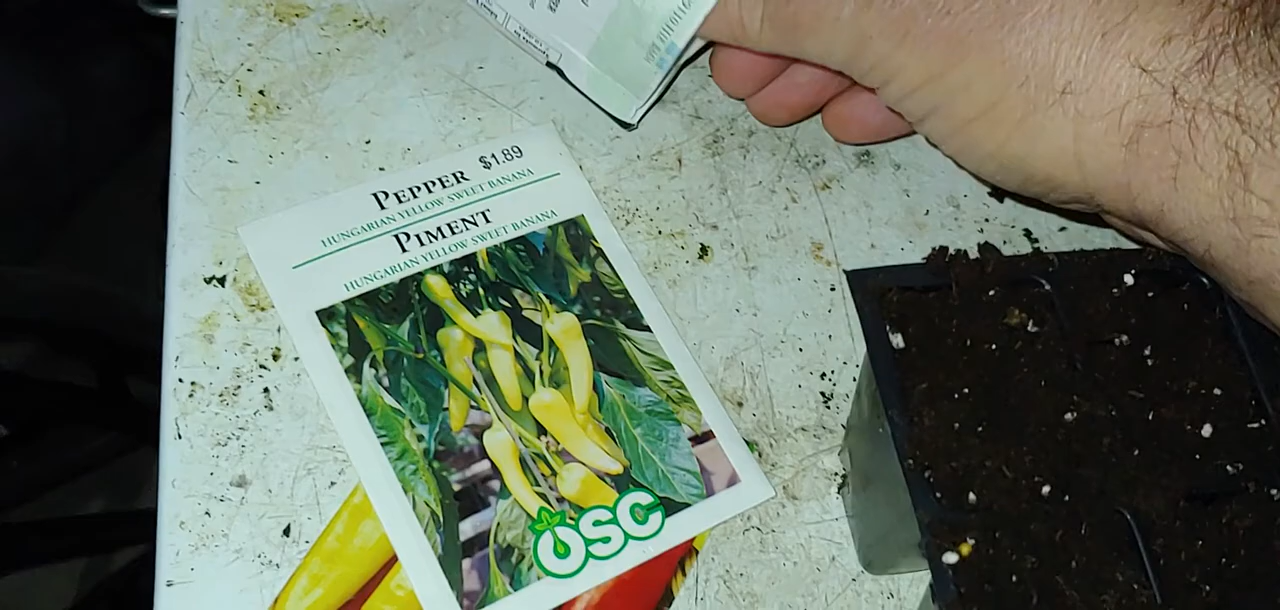 PEPPER $1.89
HUNGARIAN YELLOW SWEET BANANA
PIMENT
HUNGARIAN YELLOW SWEET BANANA
OSC